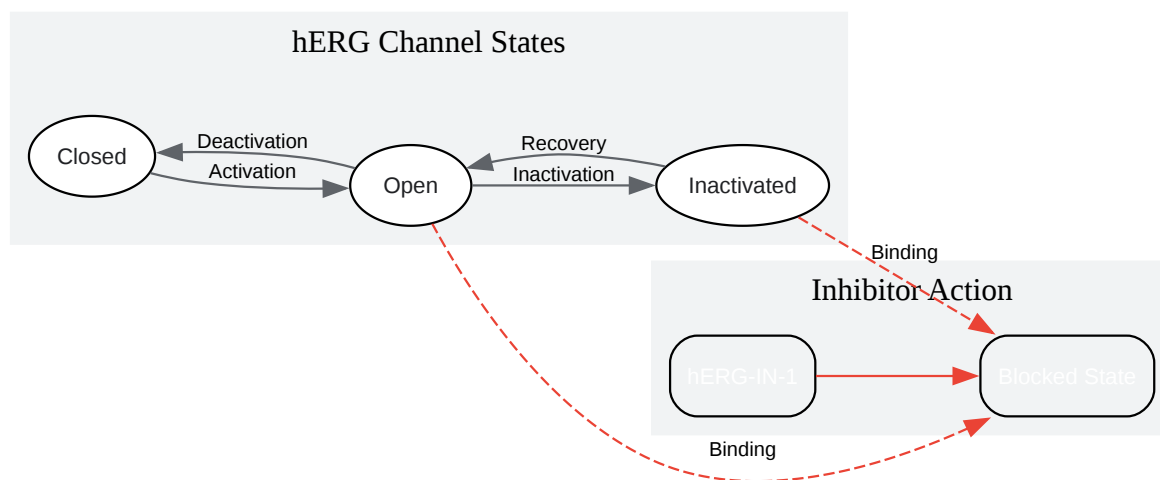 hERG Channel States
Closed
Deactivation
Activation
Open
Recovery
Inactivation
Inactivated
Binding
Inhibitor Action
hERG-IN-1
Blocked State
Binding